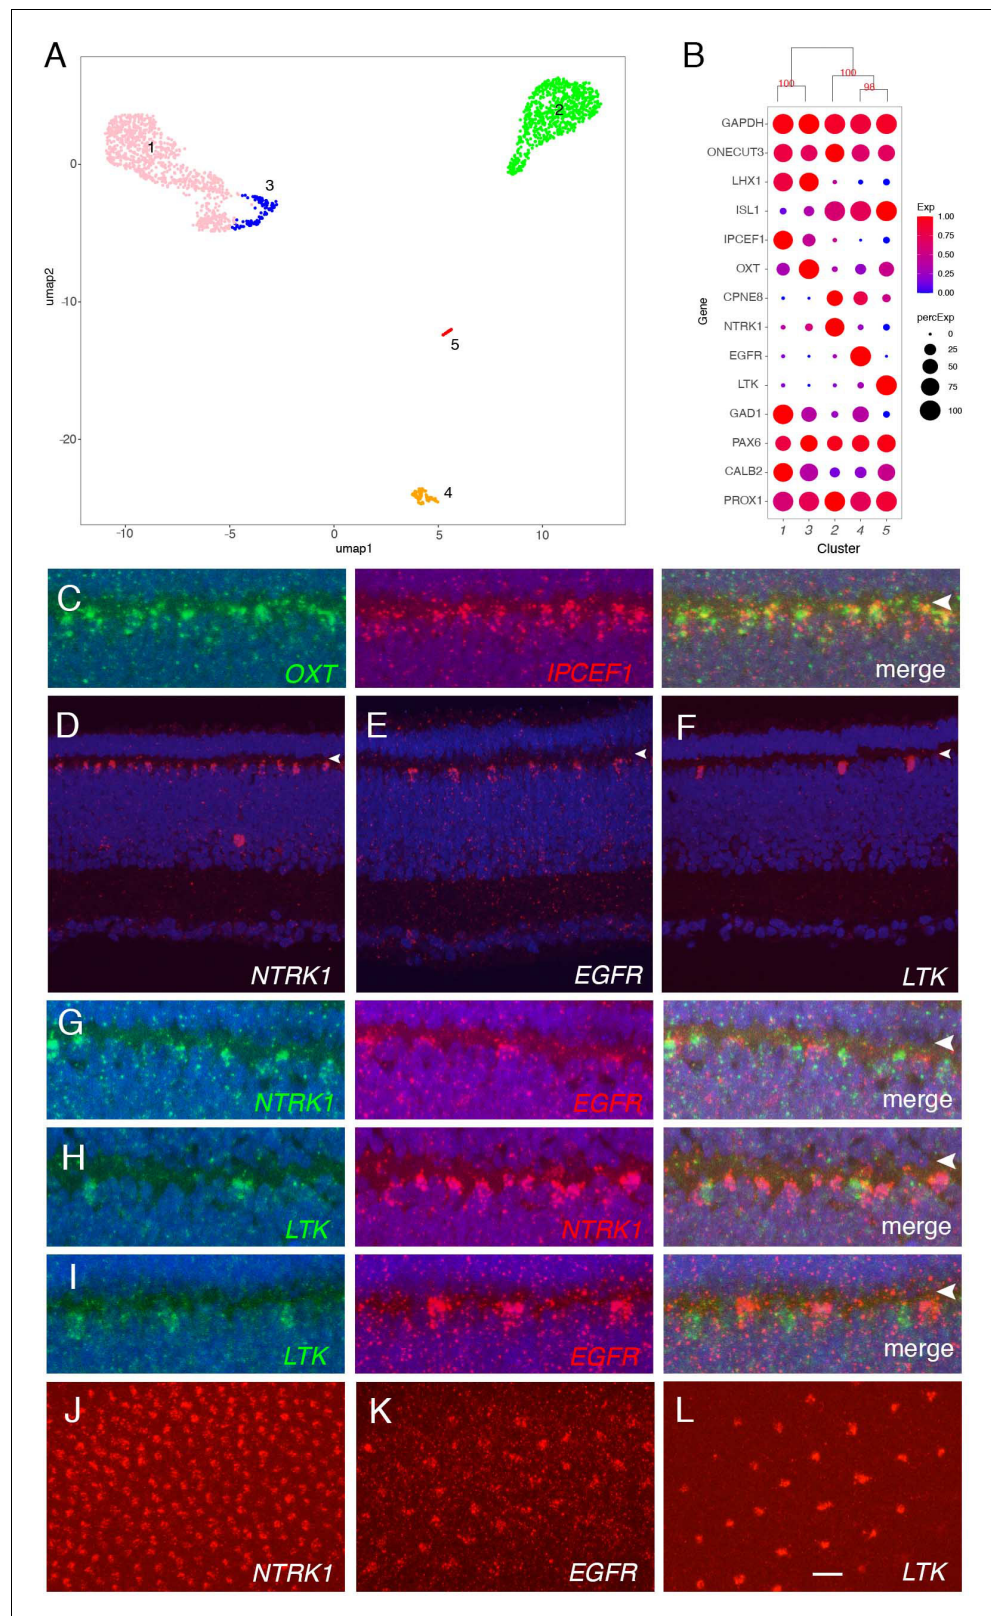 A
1
2
3
5
4
0
-10
-20
-10
-5
0
5
10
umap1
umap2
B
100
100
98
GAPDH
ONECUT3
LHX1
ISL1
IPCEF1
OXT
CPNE8
NTRK1
EGFR
LTK
GAD1
PAX6
CALB2
PROX1
Gene
1 3 2 4 5
Cluster
Exp
1.00
0.75
0.50
0.25
0.00
percExp
0
25
50
75
100
C
OXT
IPCEF1
merge
D
NTRK1
E
EGFR
F
LTK
G
NTRK1
EGFR
merge
H
LTK
NTRK1
merge
I
LTK
EGFR
merge
J
NTRK1
K
EGFR
L
LTK